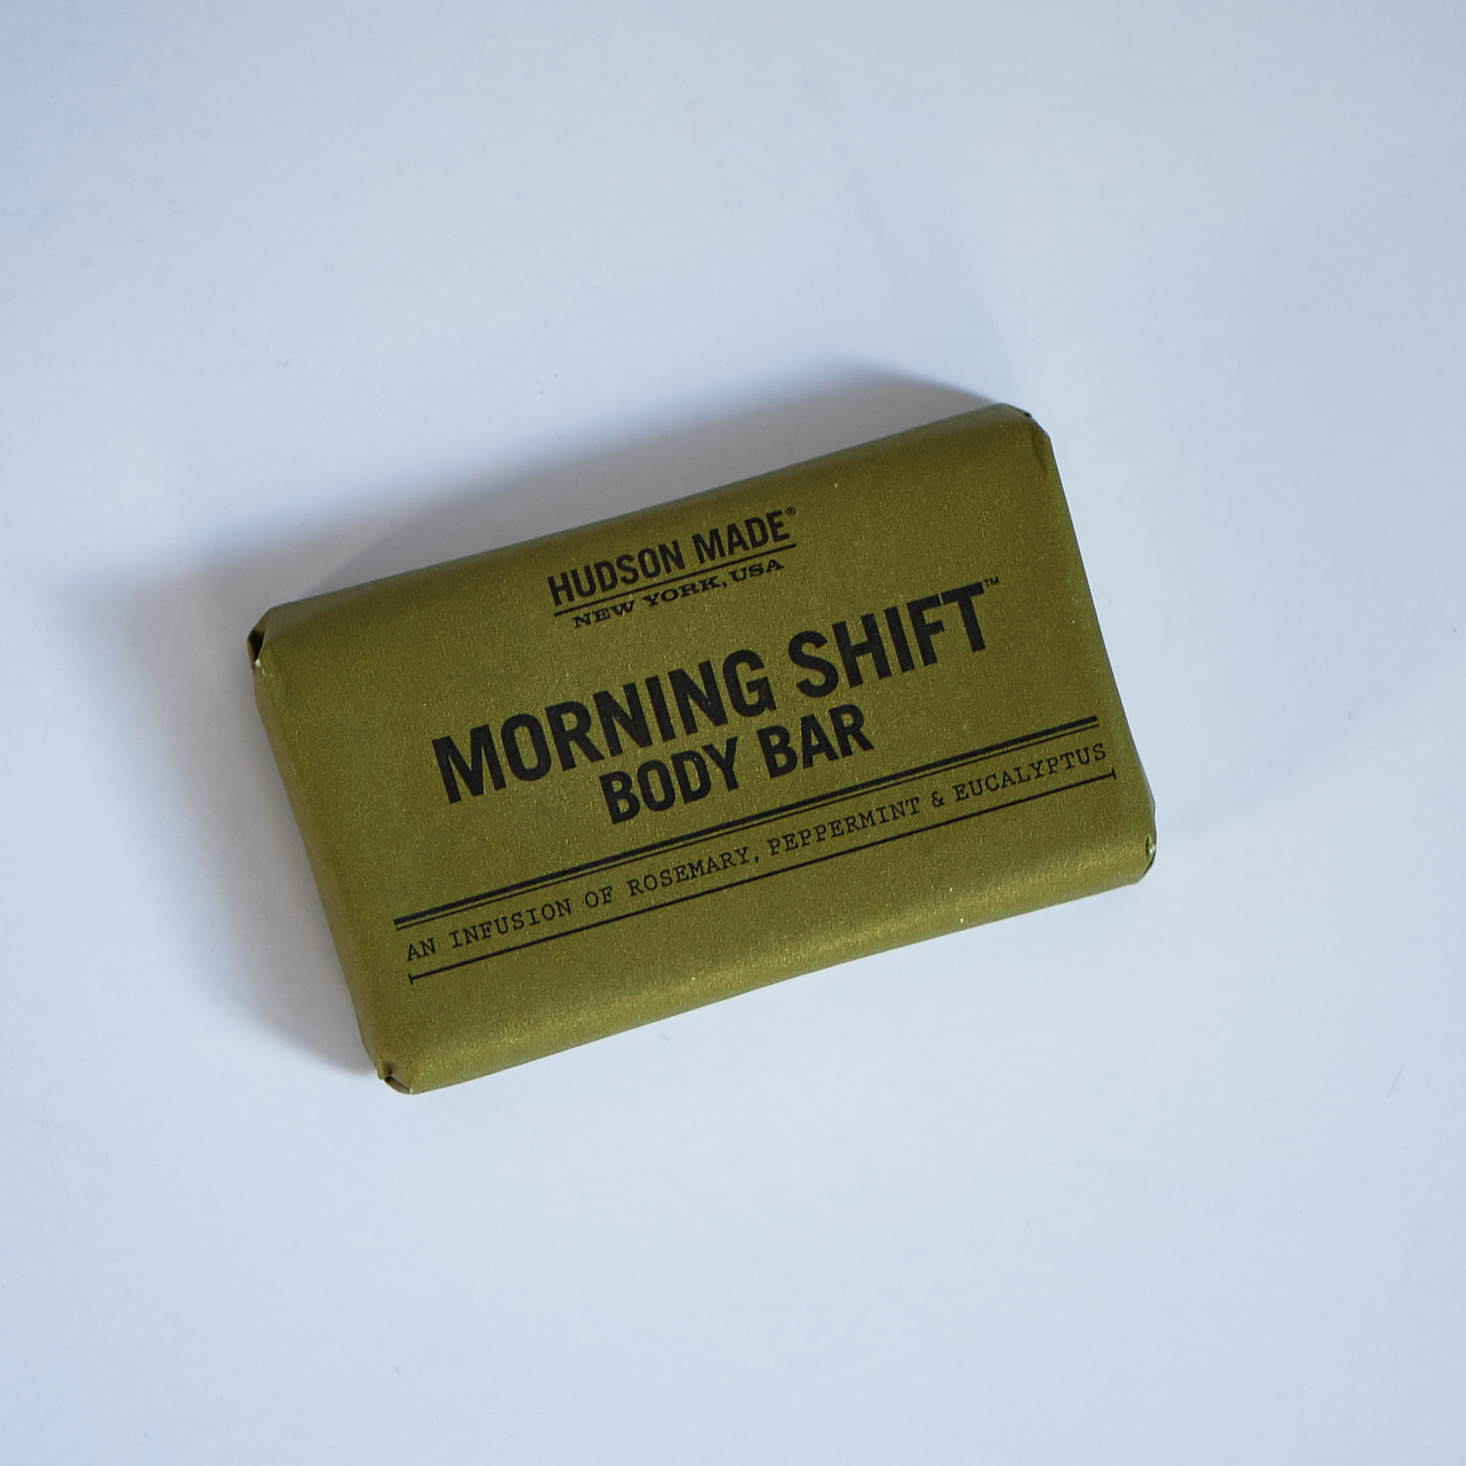 HUDSON MADE®
NEW YORK, USA
MORNING SHIFT™
BODY BAR
AN INFUSION OF ROSEMARY, PEPPERMINT & EUCALYPTUS